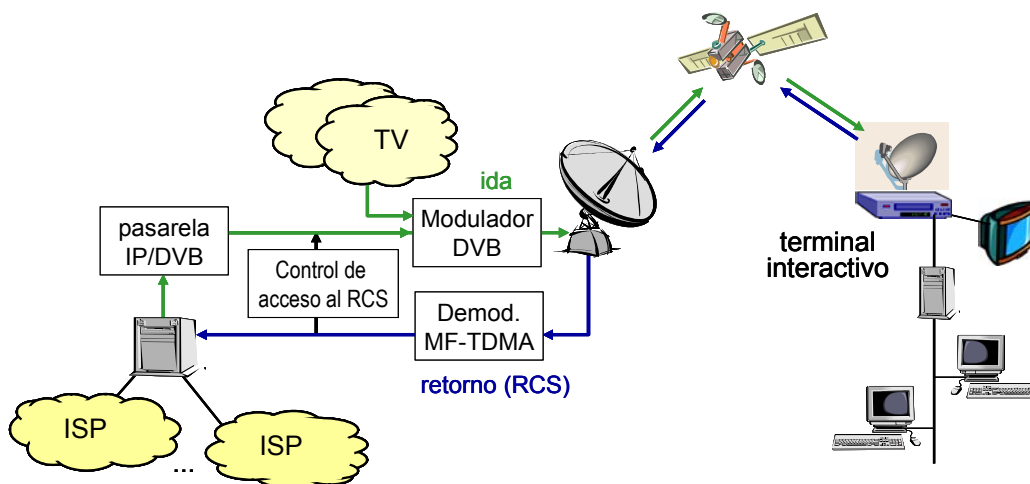 TV
ida
pasarela
IP/DVB
Modulador
DVB
Control de
acceso al RCS
Demod.
MF-TDMA
retorno (RCS)
terminal
interactivo
ISP
...
ISP